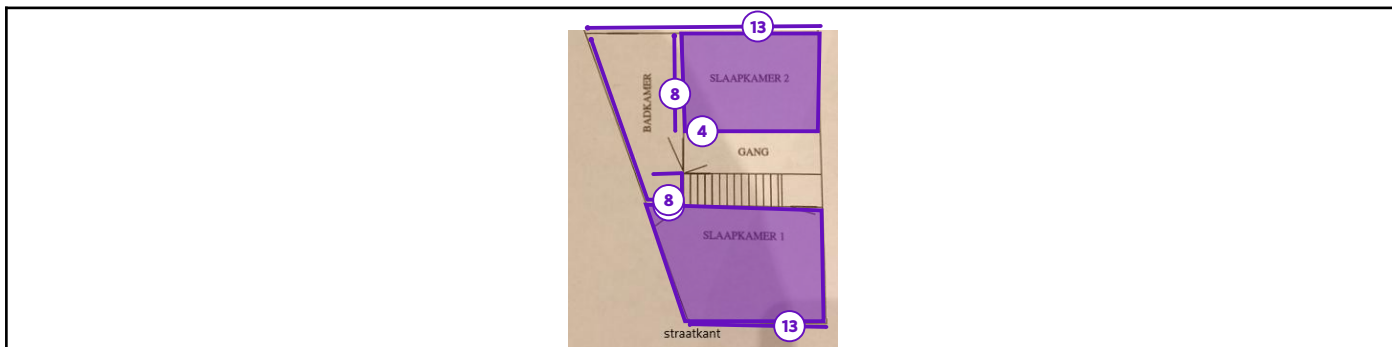 13
SLAAPKAMER 2
BADKAMER
8
4
GANG
8
SLAAPKAMER 1
13
straatkant